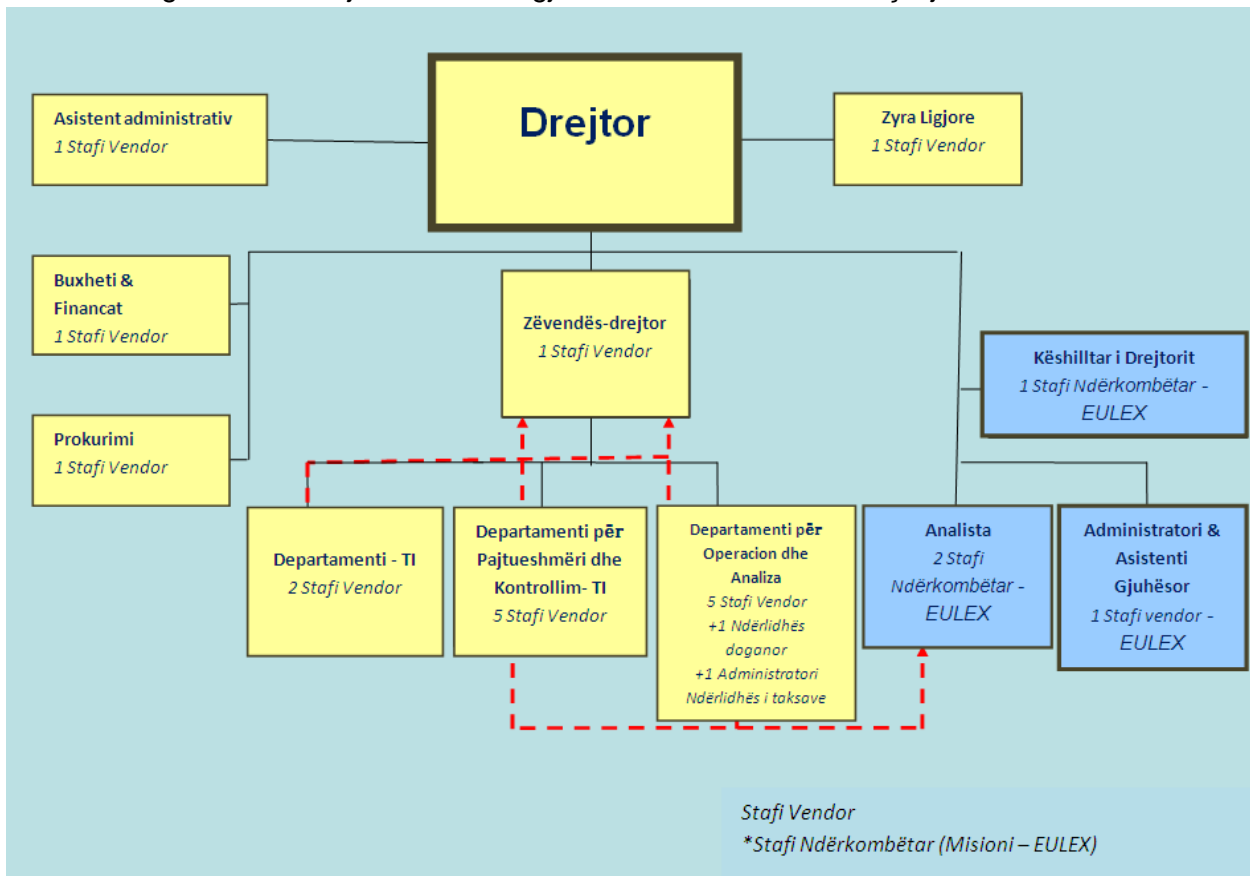 Drejtor
Asistent administrativ
1 Stafi Vendor
Zyra Ligjore
1 Stafi Vendor
Buxheti &
Financat
1 Stafi Vendor
Zëvendës-drejtor
1 Stafi Vendor
Këshilltar i Drejtorit
1 Stafi Ndërkombëtar -
EULEX
Prokurimi
1 Stafi Vendor
Departamenti - TI
2 Stafi Vendor
Departamenti për
Pajtueshmëri dhe
Kontrollim- TI
5 Stafi Vendor
Departamenti për
Operacion dhe
Analiza
5 Stafi Vendor
+1 Ndërlidhës
doganor
+1 Administratori
Ndërlidhës i taksave
Analista
2 Stafi
Ndërkombëtar -
EULEX
Administratori &
Asistenti
Gjuhësor
1 Stafi vendor -
EULEX
Stafi Vendor
*Stafi Ndërkombëtar (Misioni – EULEX)